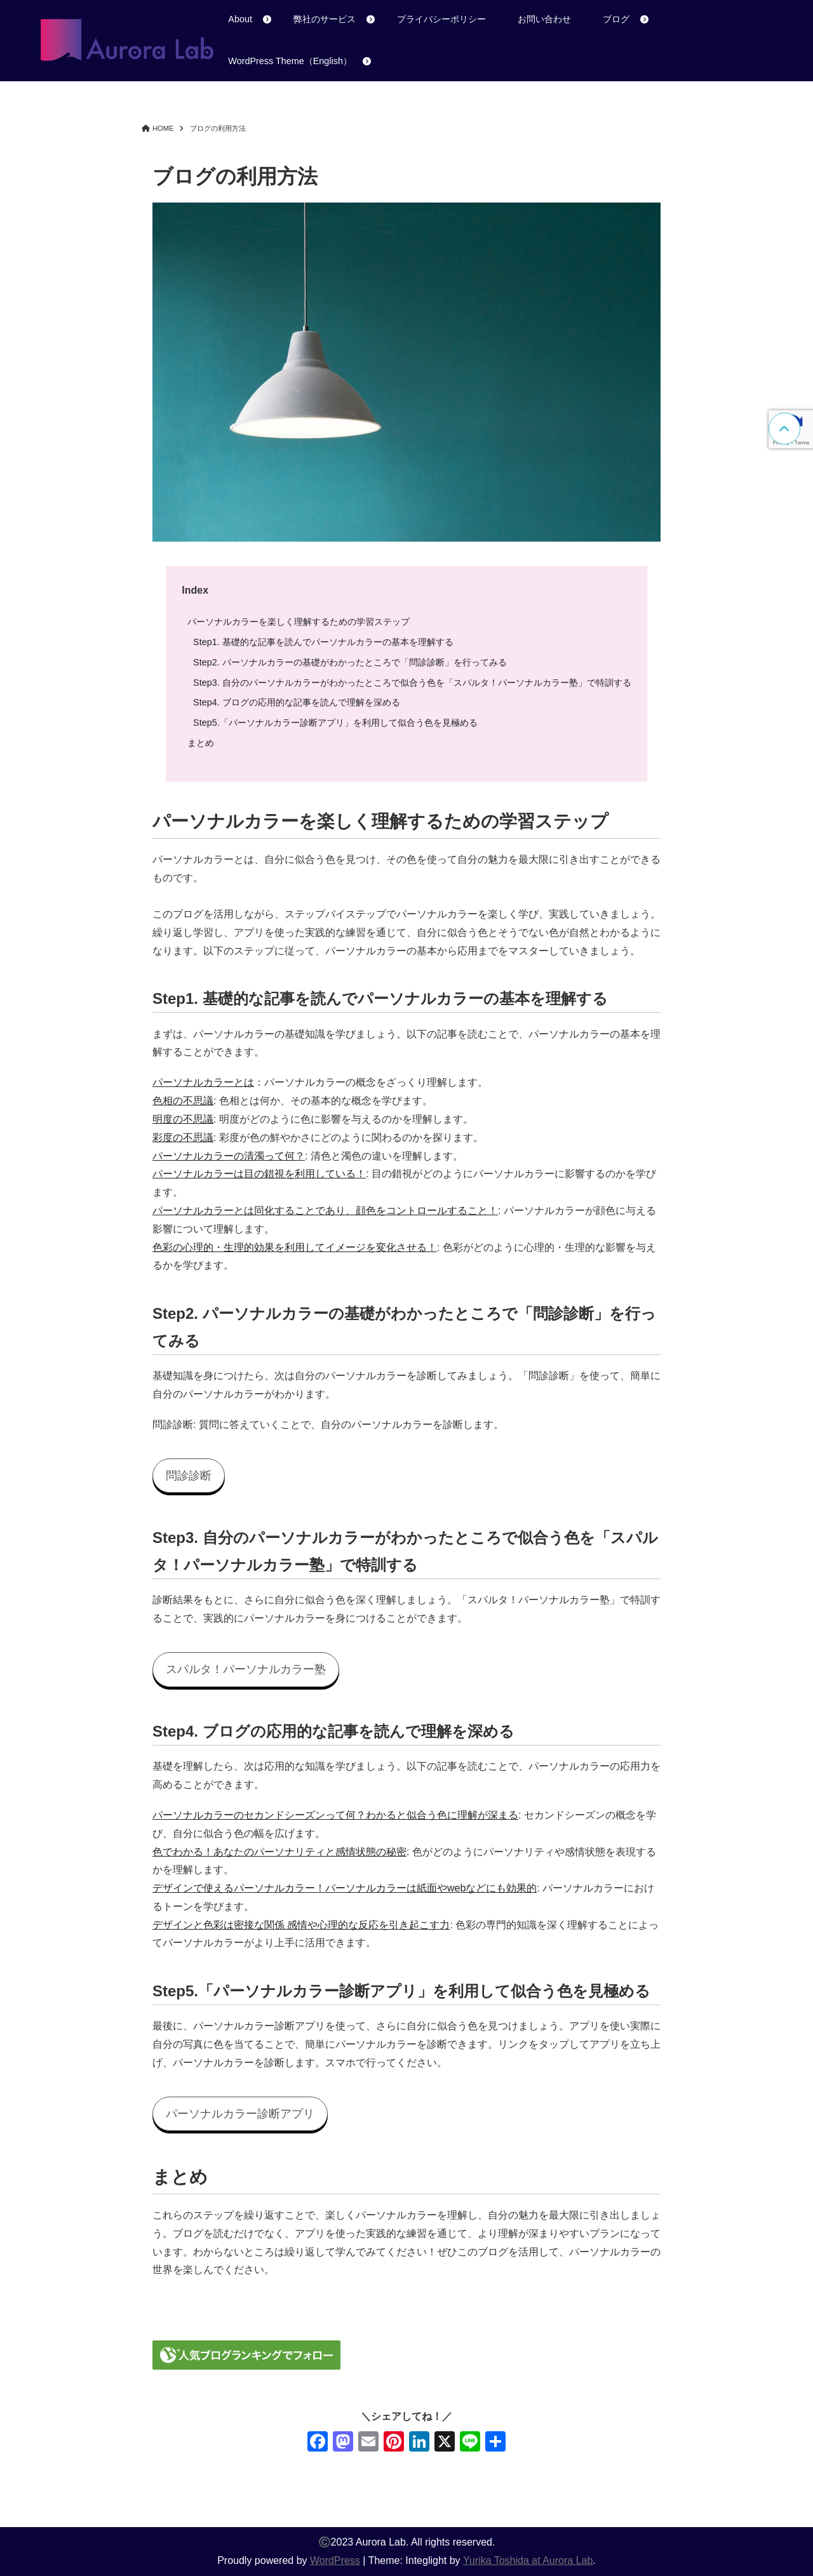 Aurora Lab
About
弊社のサービス
プライバシーポリシー
お問い合わせ
ブログ
WordPress Theme（English）
HOME
ブログの利用方法
ブログの利用方法
Index
パーソナルカラーを楽しく理解するための学習ステップ
Step1. 基礎的な記事を読んでパーソナルカラーの基本を理解する
Step2. パーソナルカラーの基礎がわかったところで「問診診断」を行ってみる
Step3. 自分のパーソナルカラーがわかったところで似合う色を「スパルタ！パーソナルカラー塾」で特訓する
Step4. ブログの応用的な記事を読んで理解を深める
Step5.「パーソナルカラー診断アプリ」を利用して似合う色を見極める
まとめ
パーソナルカラーを楽しく理解するための学習ステップ
パーソナルカラーとは、自分に似合う色を見つけ、その色を使って自分の魅力を最大限に引き出すことができる
ものです。
このブログを活用しながら、ステップバイステップでパーソナルカラーを楽しく学び、実践していきましょう。
繰り返し学習し、アプリを使った実践的な練習を通じて、自分に似合う色とそうでない色が自然とわかるように
なります。以下のステップに従って、パーソナルカラーの基本から応用までをマスターしていきましょう。
Step1. 基礎的な記事を読んでパーソナルカラーの基本を理解する
まずは、パーソナルカラーの基礎知識を学びましょう。以下の記事を読むことで、パーソナルカラーの基本を理
解することができます。
パーソナルカラーとは：パーソナルカラーの概念をざっくり理解します。
色相の不思議: 色相とは何か、その基本的な概念を学びます。
明度の不思議: 明度がどのように色に影響を与えるのかを理解します。
彩度の不思議: 彩度が色の鮮やかさにどのように関わるのかを探ります。
パーソナルカラーの清濁って何？: 清色と濁色の違いを理解します。
パーソナルカラーは目の錯視を利用している！: 目の錯視がどのようにパーソナルカラーに影響するのかを学び
ます。
パーソナルカラーとは同化することであり、顔色をコントロールすること！: パーソナルカラーが顔色に与える
影響について理解します。
色彩の心理的・生理的効果を利用してイメージを変化させる！: 色彩がどのように心理的・生理的な影響を与え
るかを学びます。
Step2. パーソナルカラーの基礎がわかったところで「問診診断」を行っ
てみる
基礎知識を身につけたら、次は自分のパーソナルカラーを診断してみましょう。「問診診断」を使って、簡単に
自分のパーソナルカラーがわかります。
問診診断: 質問に答えていくことで、自分のパーソナルカラーを診断します。
問診診断
Step3. 自分のパーソナルカラーがわかったところで似合う色を「スパル
タ！パーソナルカラー塾」で特訓する
診断結果をもとに、さらに自分に似合う色を深く理解しましょう。「スパルタ！パーソナルカラー塾」で特訓す
ることで、実践的にパーソナルカラーを身につけることができます。
スパルタ！パーソナルカラー塾
Step4. ブログの応用的な記事を読んで理解を深める
基礎を理解したら、次は応用的な知識を学びましょう。以下の記事を読むことで、パーソナルカラーの応用力を
高めることができます。
パーソナルカラーのセカンドシーズンって何？わかると似合う色に理解が深まる: セカンドシーズンの概念を学
び、自分に似合う色の幅を広げます。
色でわかる！あなたのパーソナリティと感情状態の秘密: 色がどのようにパーソナリティや感情状態を表現する
かを理解します。
デザインで使えるパーソナルカラー！パーソナルカラーは紙面やwebなどにも効果的: パーソナルカラーにおけ
るトーンを学びます。
デザインと色彩は密接な関係 感情や心理的な反応を引き起こす力: 色彩の専門的知識を深く理解することによっ
てパーソナルカラーがより上手に活用できます。
Step5.「パーソナルカラー診断アプリ」を利用して似合う色を見極める
最後に、パーソナルカラー診断アプリを使って、さらに自分に似合う色を見つけましょう。アプリを使い実際に
自分の写真に色を当てることで、簡単にパーソナルカラーを診断できます。リンクをタップしてアプリを立ち上
げ、パーソナルカラーを診断します。スマホで行ってください。
パーソナルカラー診断アプリ
まとめ
これらのステップを繰り返すことで、楽しくパーソナルカラーを理解し、自分の魅力を最大限に引き出しましょ
う。ブログを読むだけでなく、アプリを使った実践的な練習を通じて、より理解が深まりやすいプランになって
います。わからないところは繰り返して学んでみてください！ぜひこのブログを活用して、パーソナルカラーの
世界を楽しんでください。
人気ブログランキングでフォロー
＼シェアしてね！／
©2023 Aurora Lab. All rights reserved.
Proudly powered by WordPress | Theme: Integlight by Yurika Toshida at Aurora Lab.